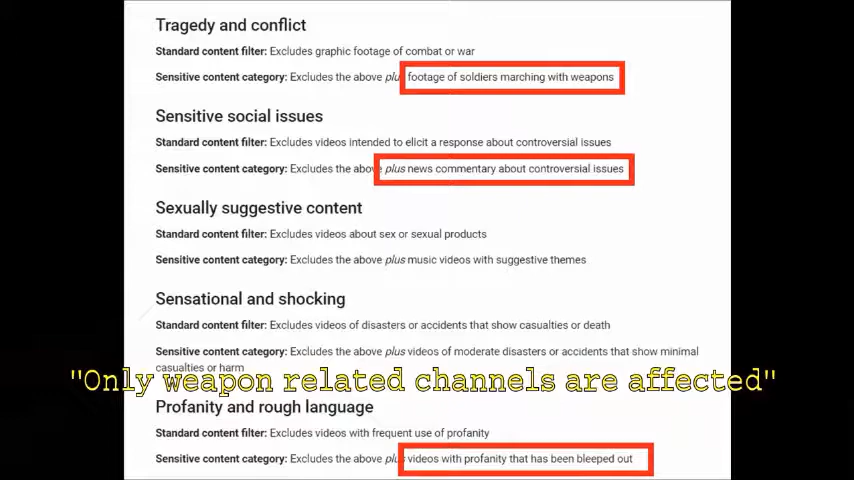 Tragedy and conflict
Standard content filter: Excludes graphic footage of combat or war
Sensitive content category: Excludes the above plus footage of soldiers marching with weapons
Sensitive social issues
Standard content filter: Excludes videos intended to elicit a response about controversial issues
Sensitive content category: Excludes the above plus news commentary about controversial issues
Sexually suggestive content
Standard content filter: Excludes videos about sex or sexual products
Sensitive content category: Excludes the above plus music videos with suggestive themes
Sensational and shocking
Standard content filter: Excludes videos of disasters or accidents that show casualties or death
Sensitive content category: Excludes the above plus videos of moderate disasters or accidents that show minimal
casualties or harm
"Only weapon related channels are affected"
Profanity and rough language
Standard content filter: Excludes videos with frequent use of profanity
Sensitive content category: Excludes the above plus videos with profanity that has been bleeped out